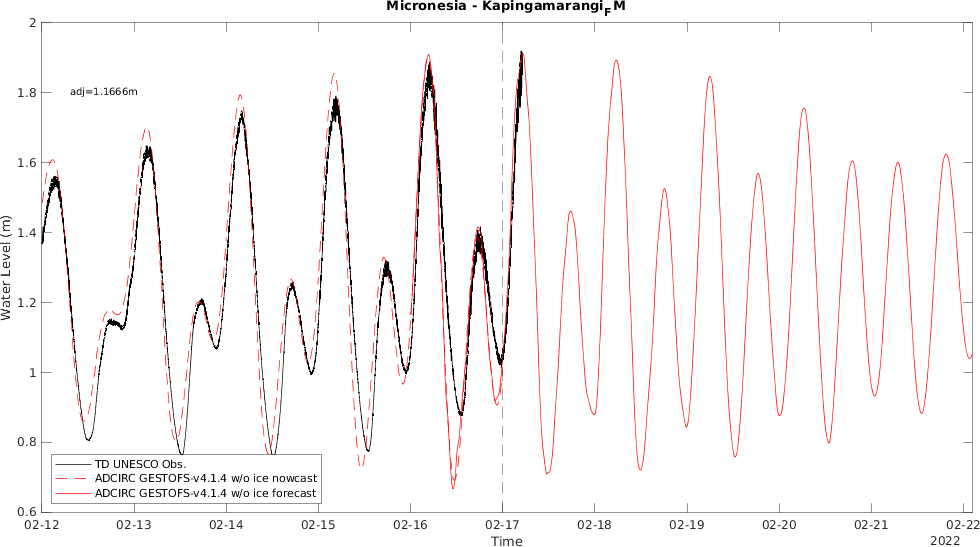 Micronesia - Kapingamarangi_FM
2
1.8
1.6
1.4
1.2
1
0.8
0.6
Water Level (m)
adj=1.1666m
TD UNESCO Obs.
ADCIRC GESTOFS-v4.1.4 w/o ice nowcast
ADCIRC GESTOFS-v4.1.4 w/o ice forecast
02-12 02-13 02-14 02-15 02-16 02-17 02-18 02-19 02-20 02-21 02-22
Time
2022